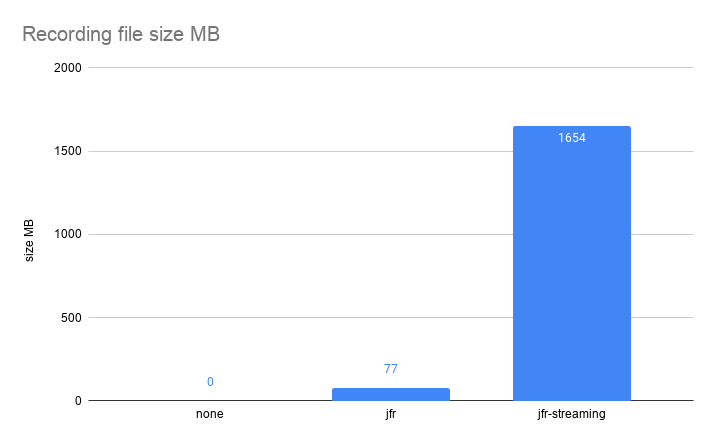 Recording file size MB
2000
1500
1000
500
0
size MB
0
77
1654
none
jfr
jfr-streaming